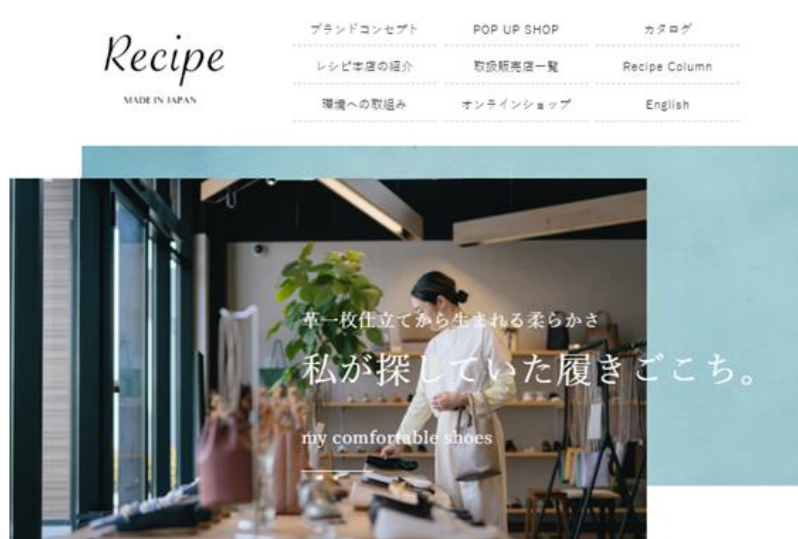 Recipe
MADE IN JAPAN
ブランドコンセプト
POP UP SHOP
カタログ
レシピ本店の紹介
取扱販売店一覧
Recipe Column
環境への取組み
オンラインショップ
English
革一枚仕立てから生まれる柔らかさ
私が探していた履きごこち。
my comfortable shoes